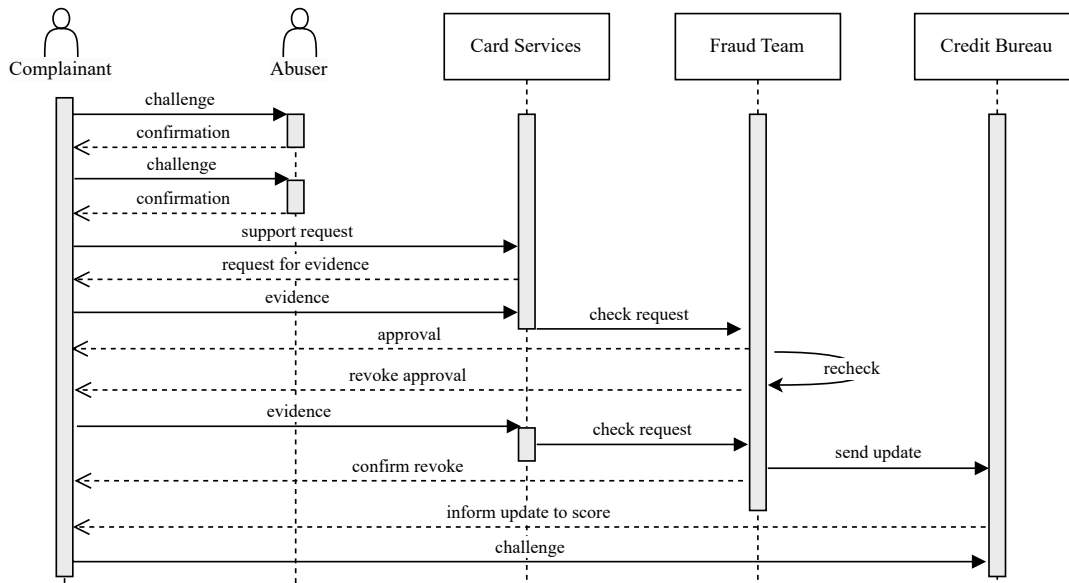 Complainant
Abuser
Card Services
Fraud Team
Credit Bureau
challenge
confirmation
challenge
confirmation
support request
request for evidence
evidence
check request
approval
recheck
revoke approval
evidence
check request
send update
confirm revoke
inform update to score
challenge